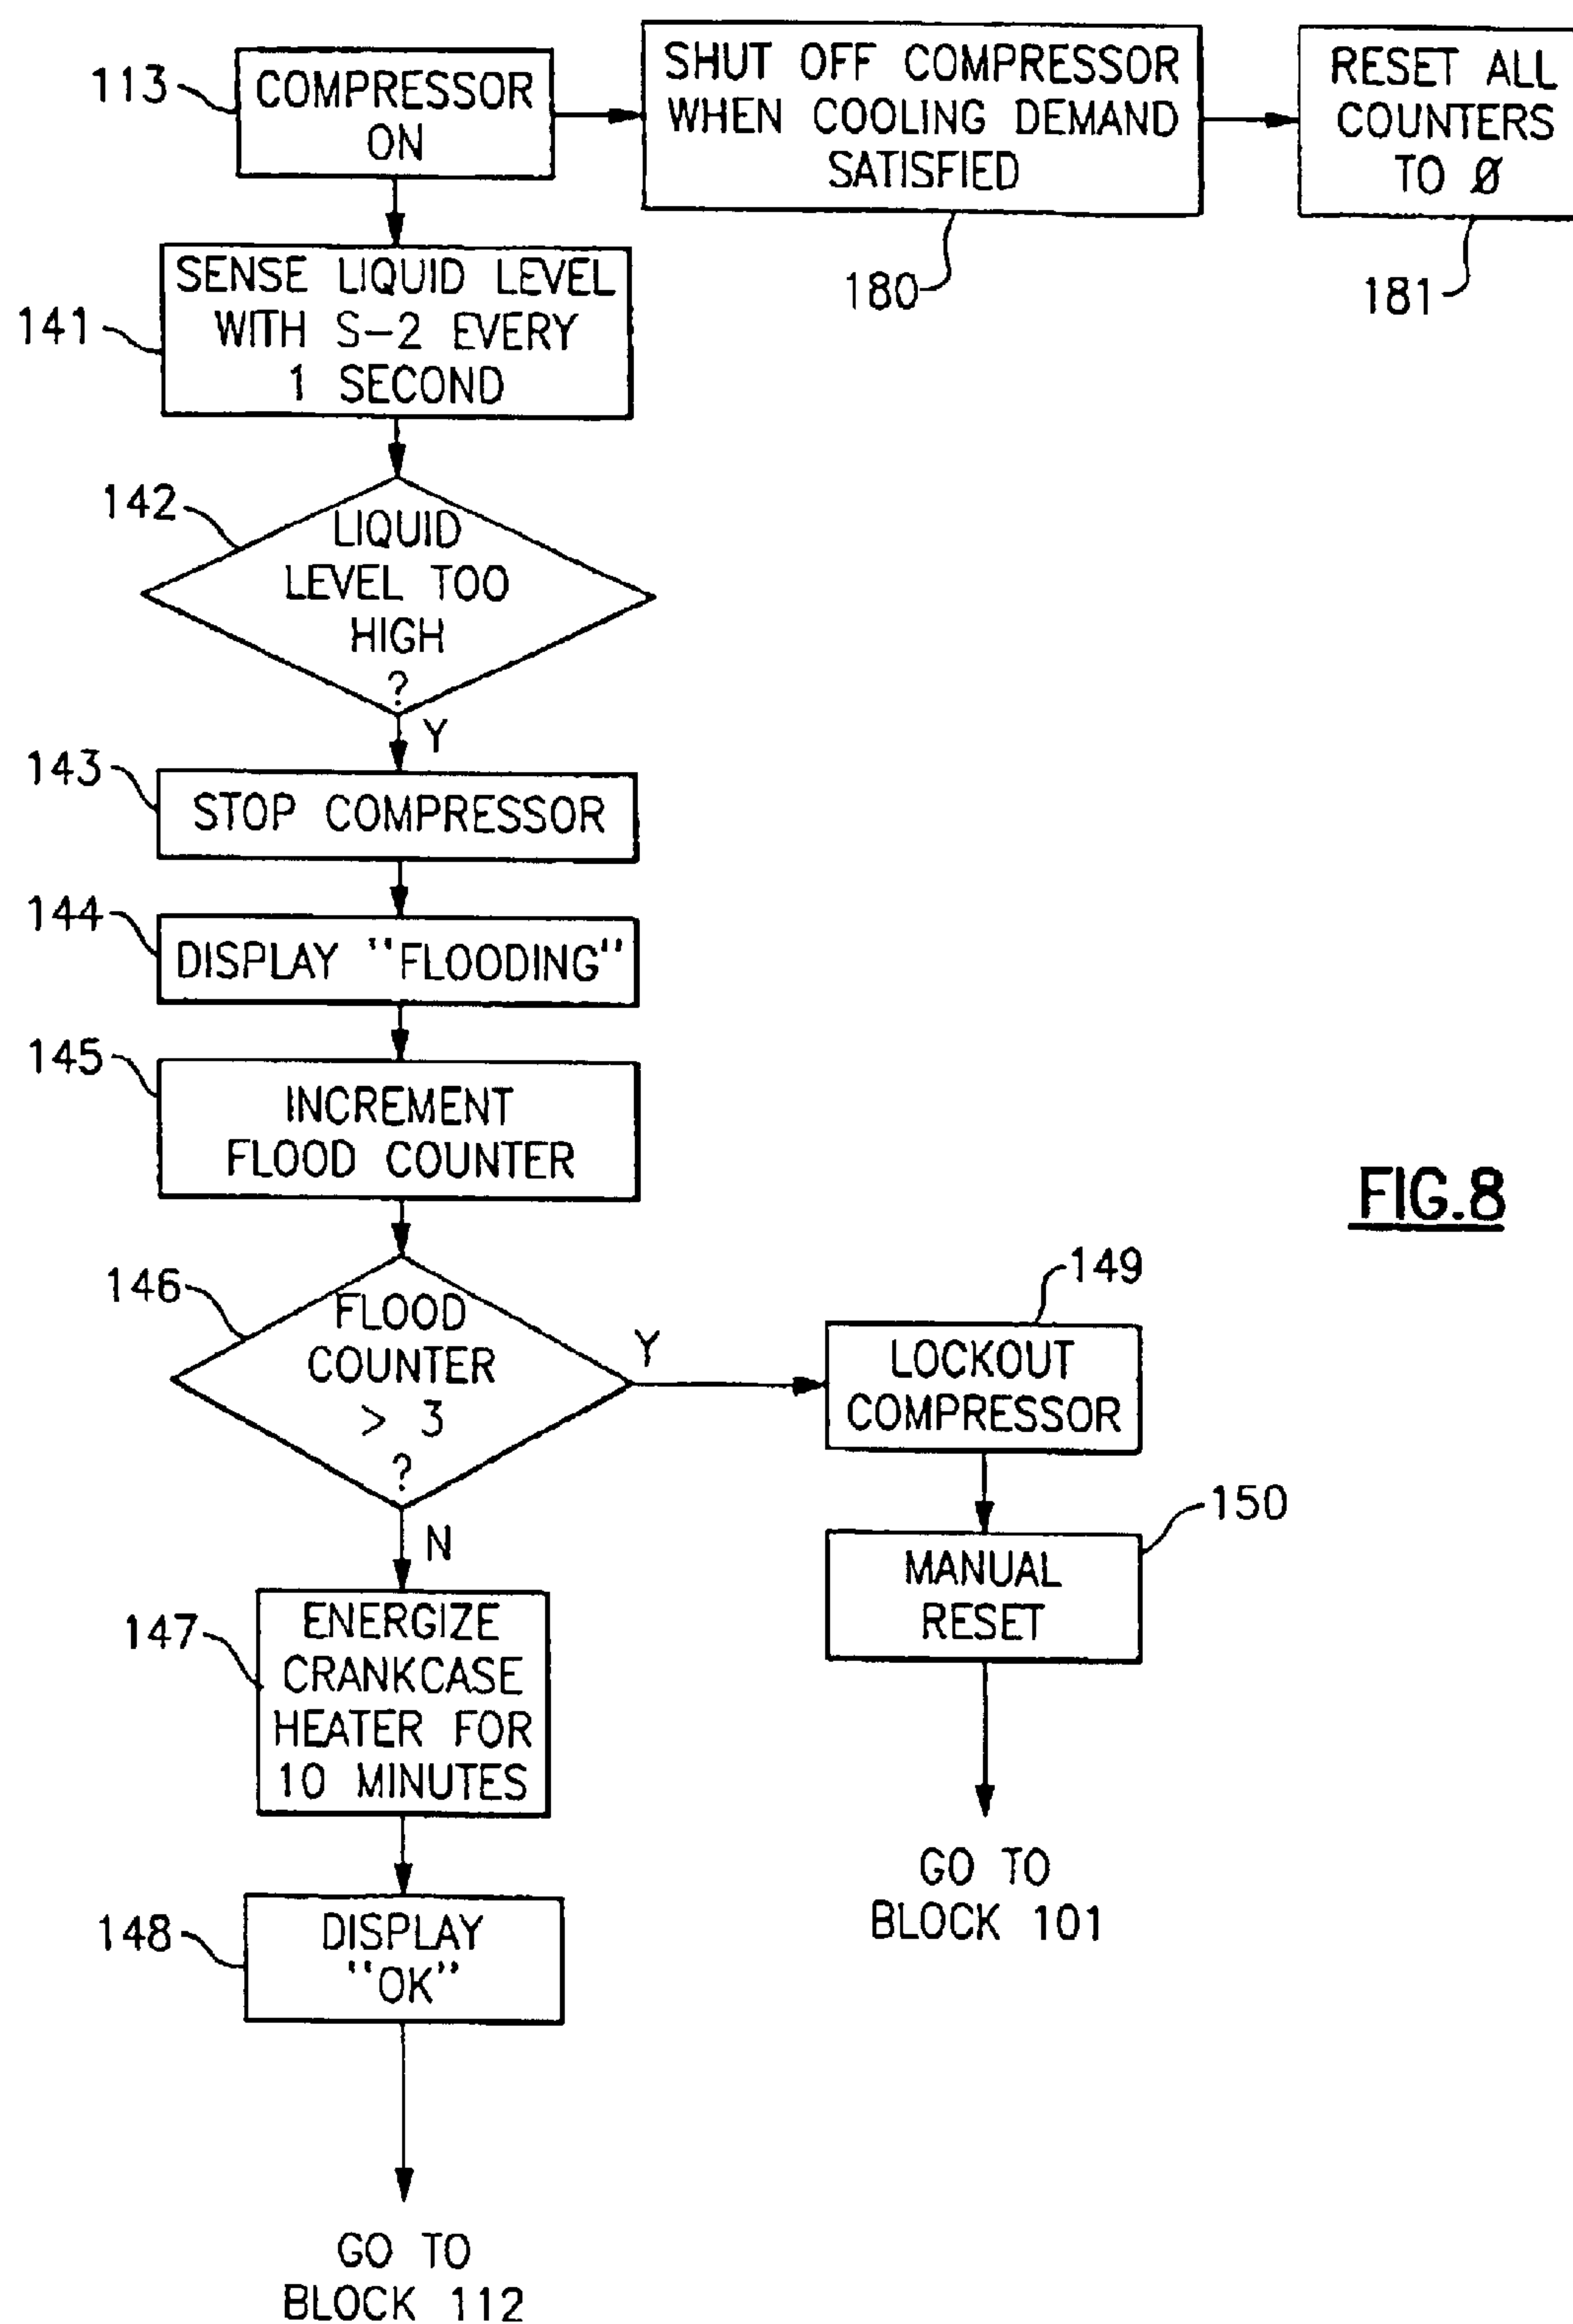 113
COMPRESSOR
ON
SHUT OFF COMPRESSOR
WHEN COOLING DEMAND
SATISFIED
180
RESET ALL
COUNTERS
TO Ø
181
141
SENSE LIQUID LEVEL
WITH S-2 EVERY
1 SECOND
142
LIQUID
LEVEL TOO
HIGH
?
Y
143
STOP COMPRESSOR
144
DISPLAY "FLOODING"
145
INCREMENT
FLOOD COUNTER
FIG.8
146
FLOOD
COUNTER
> 3
?
Y
N
149
LOCKOUT
COMPRESSOR
150
MANUAL
RESET
GO TO
BLOCK 101
147
ENERGIZE
CRANKCASE
HEATER FOR
10 MINUTES
148
DISPLAY
"OK"
GO TO
BLOCK 112